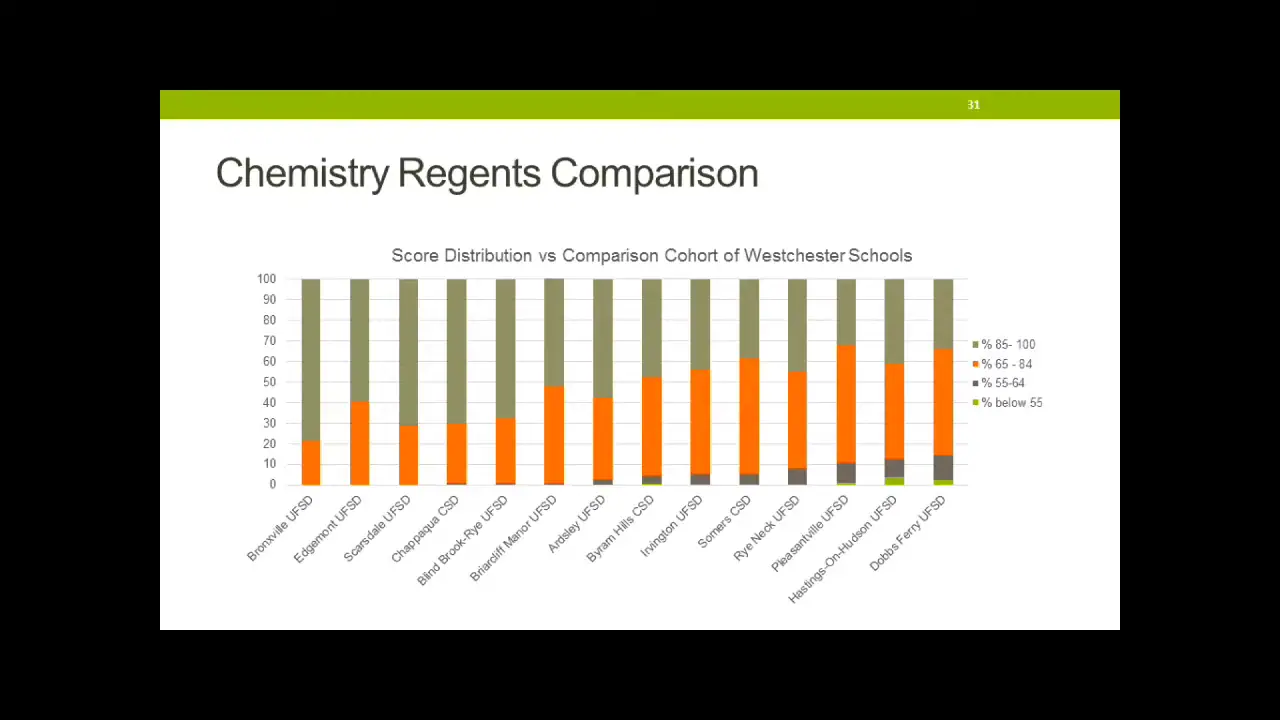 31
Chemistry Regents Comparison
Score Distribution vs Comparison Cohort of Westchester Schools
100
90
80
70
60
50
40
30
20
10
0
% 85- 100
% 65 - 84
% 55-64
% below 55
Bronxville UFSD
Edgemont UFSD
Scarsdale UFSD
Chappaqua CSD
Blind Brook-Rye UFSD
Briarcliff Manor UFSD
Ardsley UFSD
Byram Hills CSD
Irvington UFSD
Somers CSD
Rye Neck UFSD
Pleasantville UFSD
Hastings-On-Hudson UFSD
Dobbs Ferry UFSD